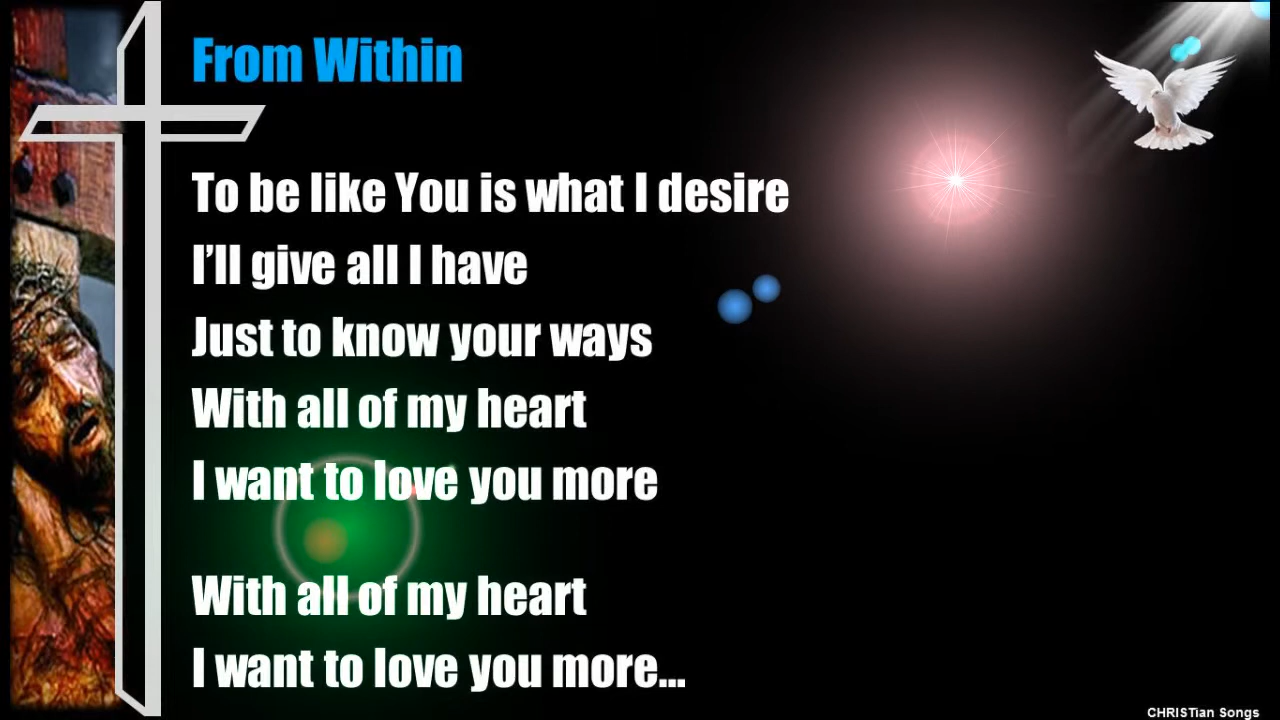 From Within
To be like You is what I desire
I’ll give all I have
Just to know your ways
With all of my heart
I want to love you more
With all of my heart
I want to love you more...
CHRISTian Songs